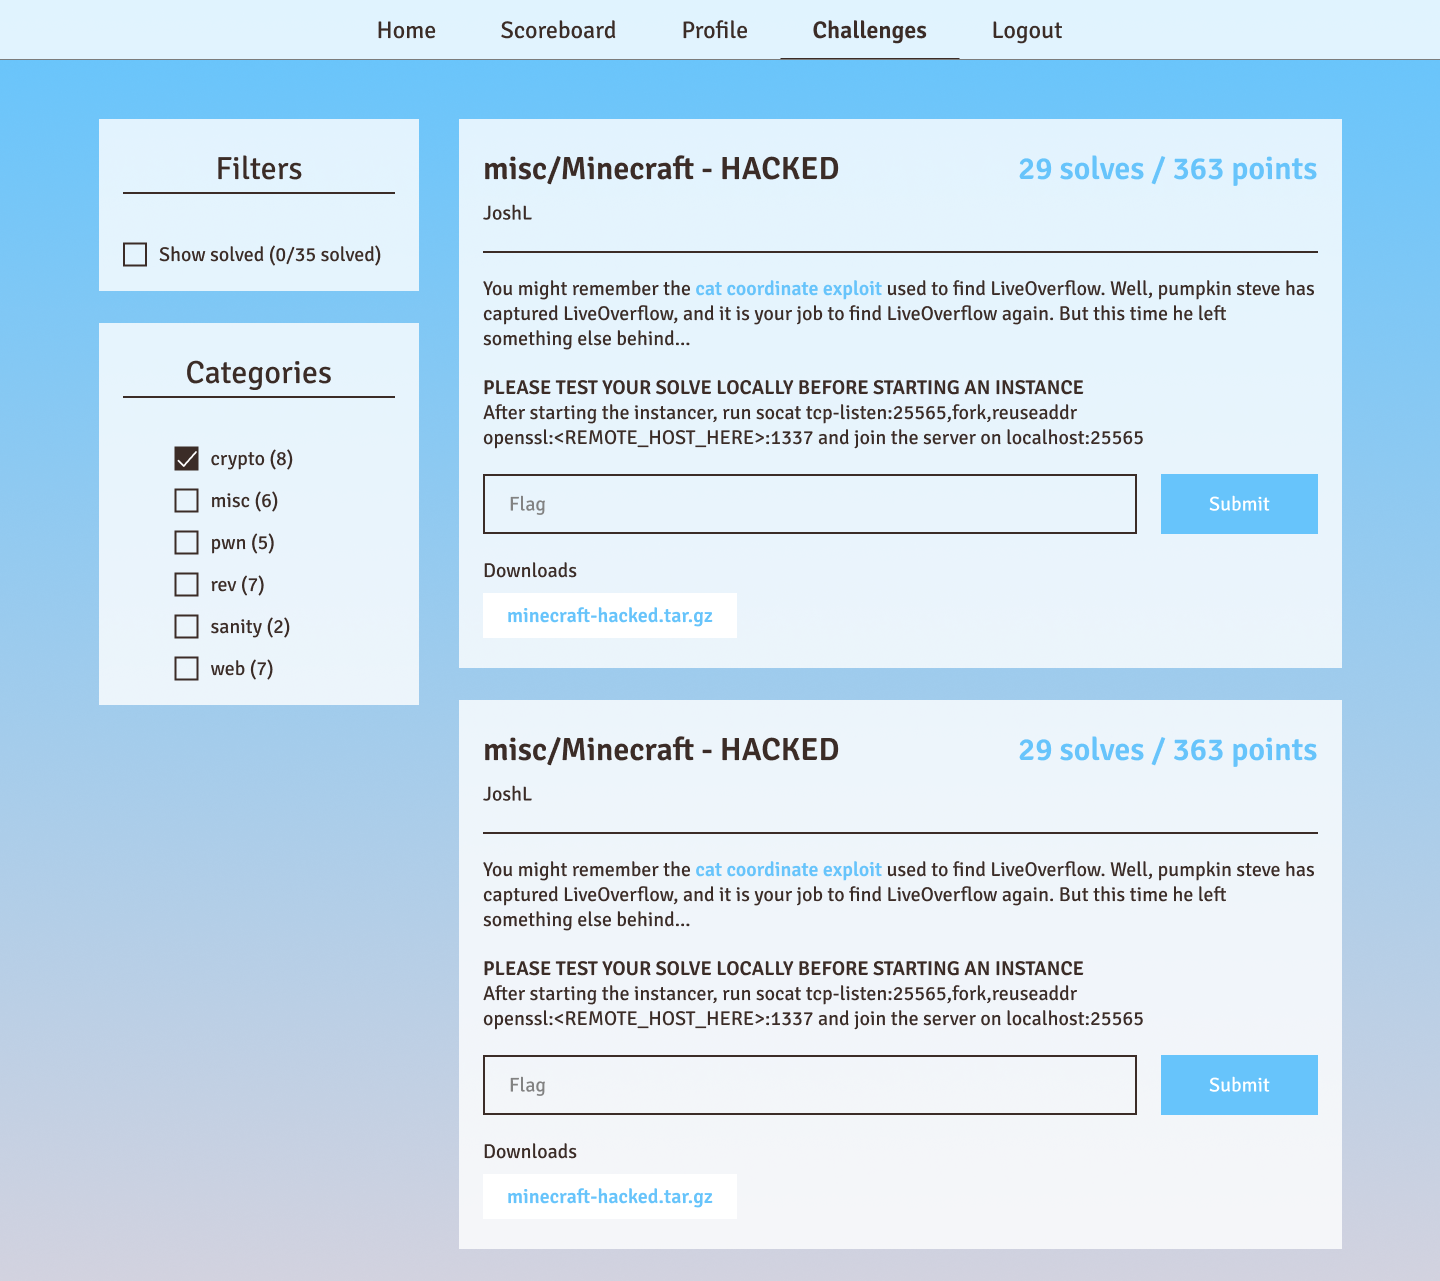 Home Scoreboard Profile Challenges Logout
Filters
Show solved (0/35 solved)
Categories
crypto (8)
misc (6)
pwn (5)
rev (7)
sanity (2)
web (7)
misc/Minecraft - HACKED 29 solves / 363 points
JoshL
You might remember the cat coordinate exploit used to find LiveOverflow. Well, pumpkin steve has
captured LiveOverflow, and it is your job to find LiveOverflow again. But this time he left
something else behind...
PLEASE TEST YOUR SOLVE LOCALLY BEFORE STARTING AN INSTANCE
After starting the instancer, run socat tcp-listen:25565,fork,reuseaddr
openssl:<REMOTE_HOST_HERE>:1337 and join the server on localhost:25565
Flag Submit
Downloads
minecraft-hacked.tar.gz
misc/Minecraft - HACKED 29 solves / 363 points
JoshL
You might remember the cat coordinate exploit used to find LiveOverflow. Well, pumpkin steve has
captured LiveOverflow, and it is your job to find LiveOverflow again. But this time he left
something else behind...
PLEASE TEST YOUR SOLVE LOCALLY BEFORE STARTING AN INSTANCE
After starting the instancer, run socat tcp-listen:25565,fork,reuseaddr
openssl:<REMOTE_HOST_HERE>:1337 and join the server on localhost:25565
Flag Submit
Downloads
minecraft-hacked.tar.gz